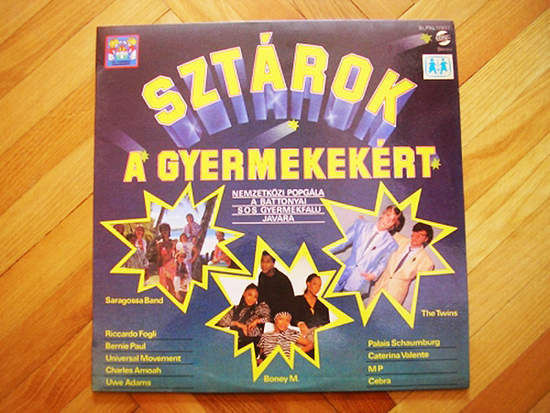 Stereo
SZTÁROK
A GYERMEKEKÉRT
NEMZETKÖZI POPGÁLA
A BATTONYAI
SOS GYERMEKFALU
JAVÁRA
Saragossa Band
The Twins
Boney M.
Riccardo Fogli
Bernie Paul
Universal Movement
Charles Amoah
Uwe Adams
Palais Schaumburg
Caterina Valente
M P
Cebra